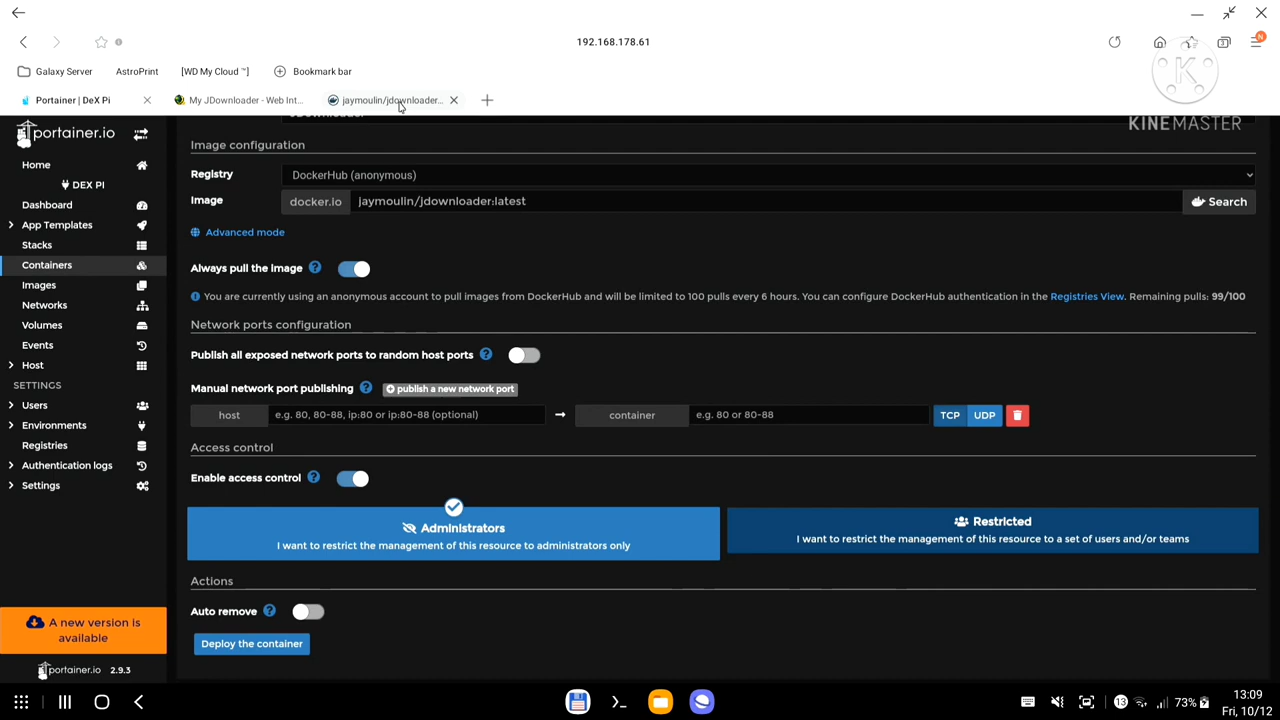 192.168.178.61
Galaxy Server
AstroPrint
[WD My Cloud ™]
Bookmark bar
N
3
K
KINEMASTER
Portainer | DeX Pi
My JDownloader - Web Int...
jaymoulin/jdownloader...
portainer.io
Home
DEX PI
Dashboard
App Templates
Stacks
Containers
Images
Networks
Volumes
Events
Host
SETTINGS
Users
Environments
Registries
Authentication logs
Settings
A new version is
available
portainer.io 2.9.3
Image configuration
Registry
DockerHub (anonymous)
Image
docker.io
jaymoulin/jdownloader:latest
Search
Advanced mode
Always pull the image
You are currently using an anonymous account to pull images from DockerHub and will be limited to 100 pulls every 6 hours. You can configure DockerHub authentication in the Registries View. Remaining pulls: 99/100
Network ports configuration
Publish all exposed network ports to random host ports
Manual network port publishing
publish a new network port
host
e.g. 80, 80-88, ip:80 or ip:80-88 (optional)
container
e.g. 80 or 80-88
TCP
UDP
Access control
Enable access control
Administrators
I want to restrict the management of this resource to administrators only
Restricted
I want to restrict the management of this resource to a set of users and/or teams
Actions
Auto remove
Deploy the container
13
73%
13:09
Fri, 10/12